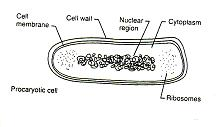 Cell
membrane
Cell wall
Nuclear
region
Cytoplasm
Procaryotic cell
Ribosomes